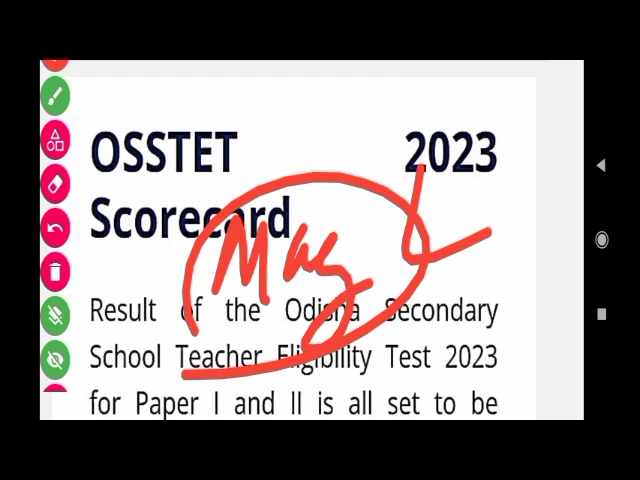 OSSTET 2023
Scorecard
May
Result of the Odisha Secondary
School Teacher Eligibility Test 2023
for Paper I and II is all set to be